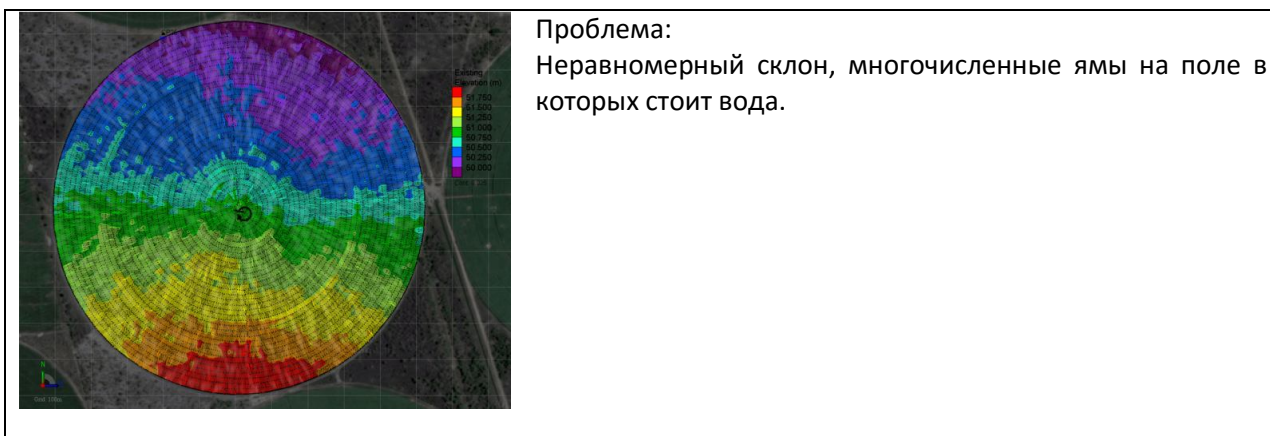 Проблема:
Неравномерный склон, многочисленные ямы на поле в
которых стоит вода.
Existing
Elevation (m)
51.750
51.500
51.250
51.000
50.750
50.500
50.250
50.000
N